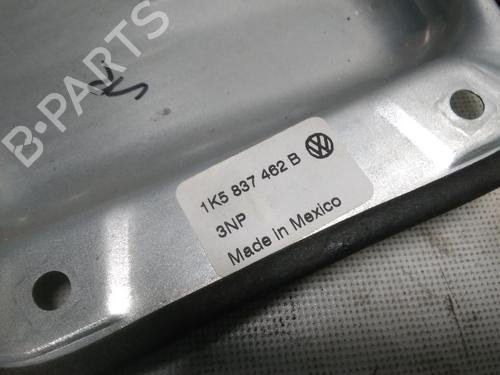 B-PARTS
1K5 837 462 B
3NP
Made in Mexico